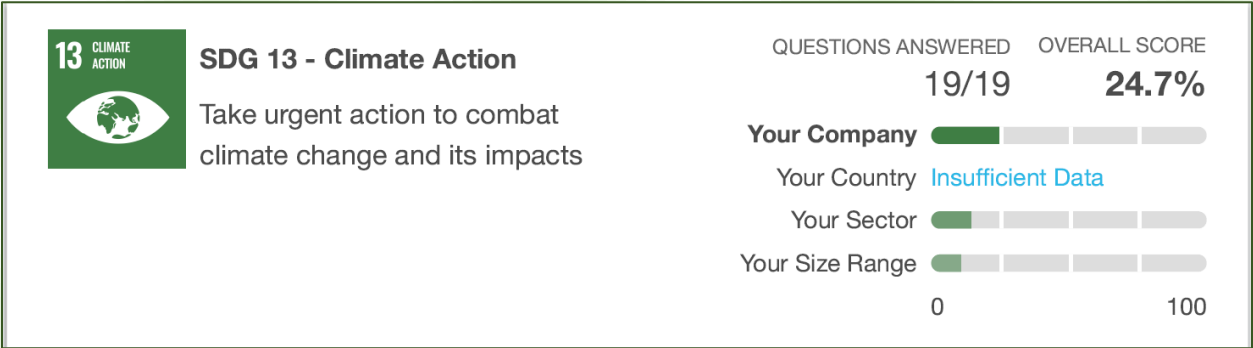 13 CLIMATE
ACTION
SDG 13 - Climate Action
Take urgent action to combat
climate change and its impacts
QUESTIONS ANSWERED
19/19
OVERALL SCORE
24.7%
Your Company
Your Country Insufficient Data
Your Sector
Your Size Range
0 100